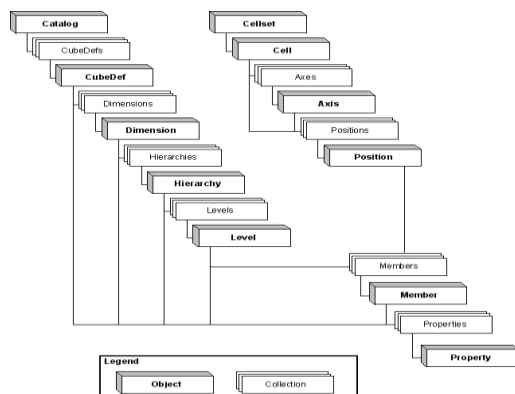 Catalog
CubeDefs
CubeDef
Dimensions
Dimension
Hierarchies
Hierarchy
Levels
Level
Cellset
Cell
Axes
Axis
Positions
Position
Members
Member
Properties
Property
Legend
Object
Collection